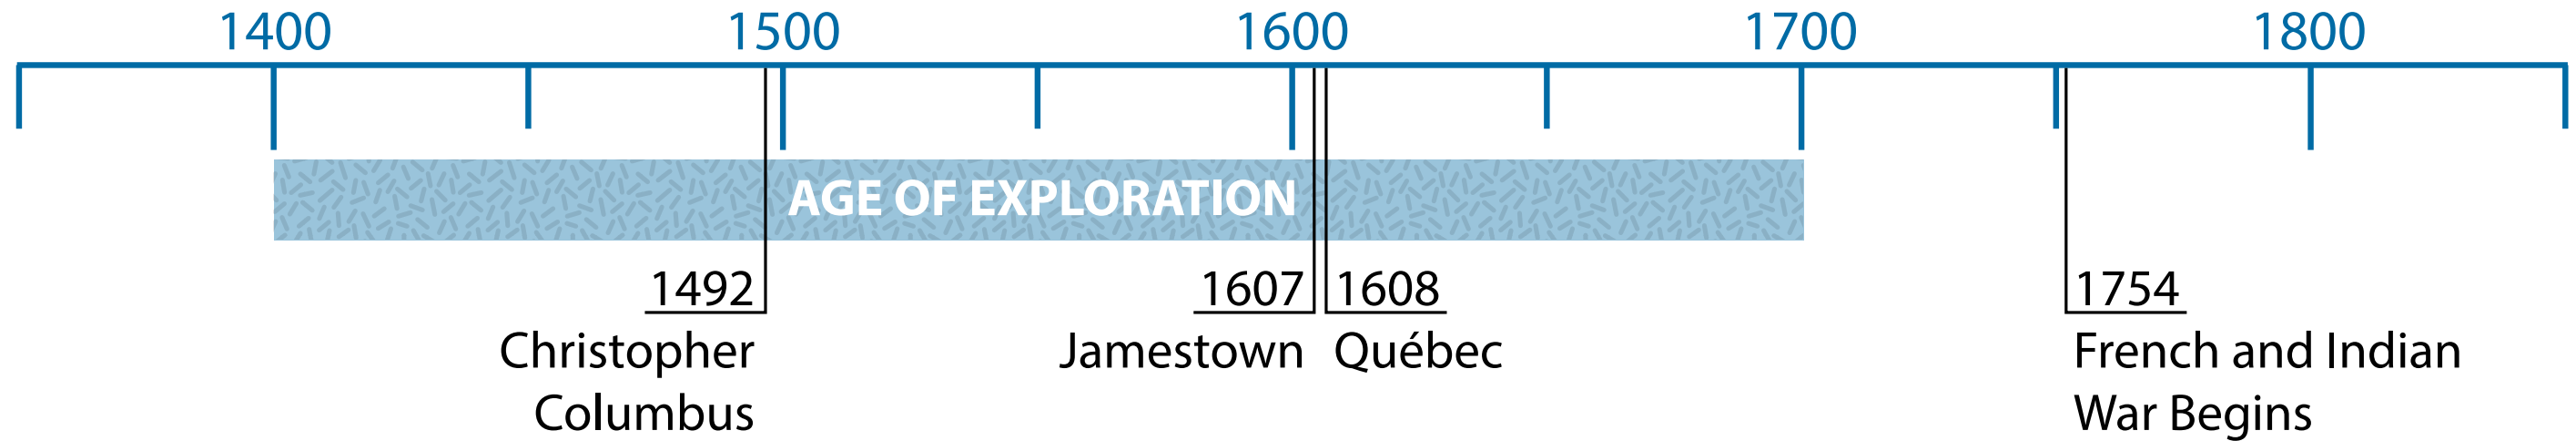 1400 1500 1600 1700 1800
AGE OF EXPLORATION
1492
Christopher
Columbus
1607
Jamestown
1608
Québec
1754
French and Indian
War Begins